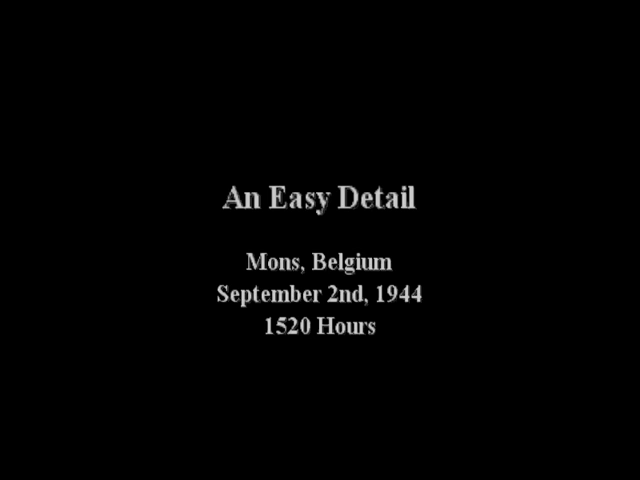 An Easy Detail
Mons, Belgium
September 2nd, 1944
1520 Hours